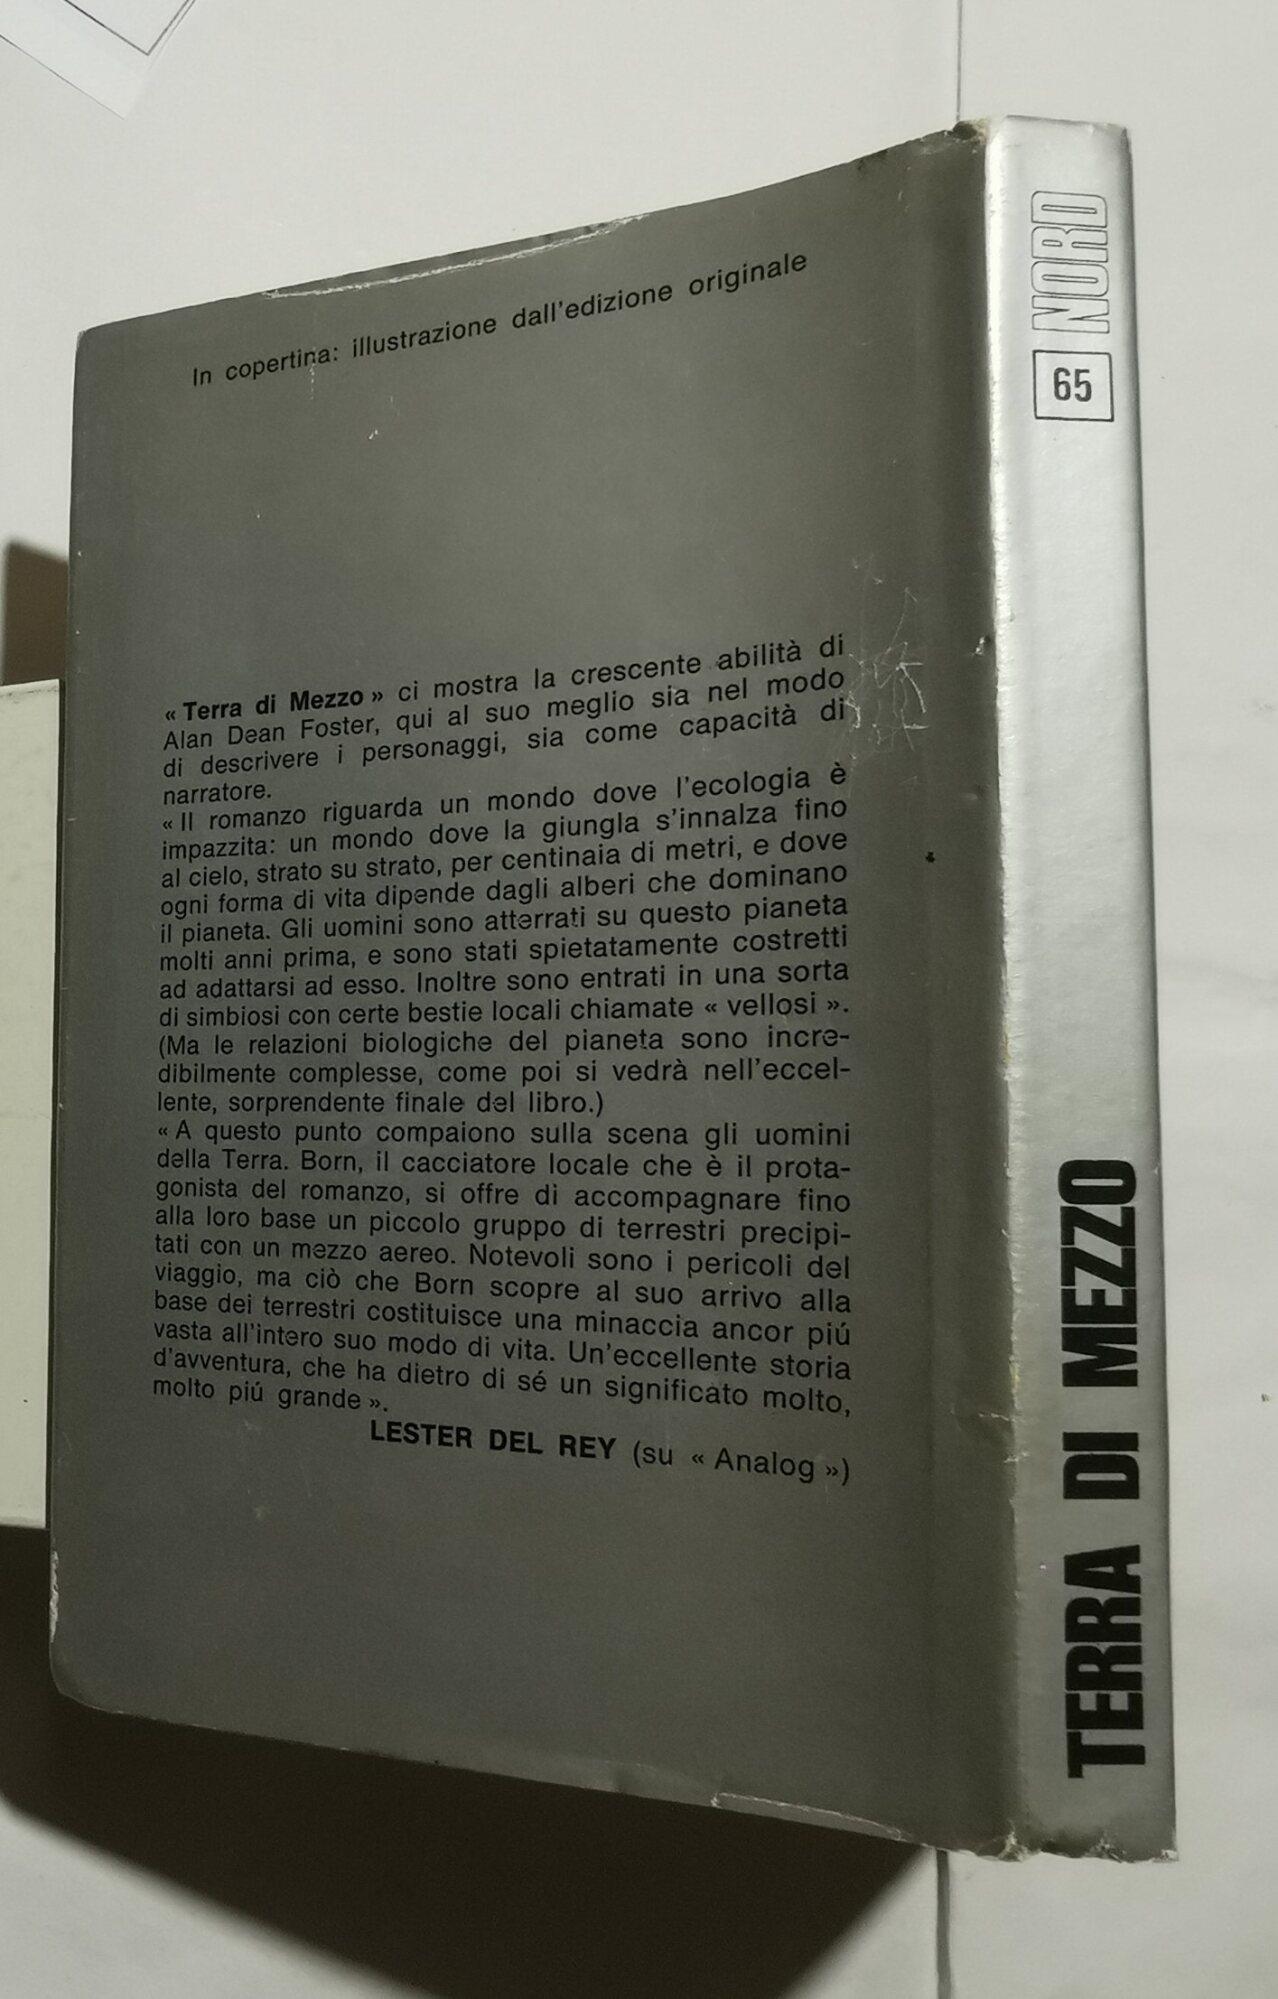 In copertina: illustrazione dall'edizione originale
« Terra di Mezzo » ci mostra la crescente abilità di
Alan Dean Foster, qui al suo meglio sia nel modo
di descrivere i personaggi, sia come capacità di
narratore.
« Il romanzo riguarda un mondo dove l'ecologia è
impazzita: un mondo dove la giungla s'innalza fino
al cielo, strato su strato, per centinaia di metri, e dove
ogni forma di vita dipende dagli alberi che dominano
il pianeta. Gli uomini sono atterrati su questo pianeta
molti anni prima, e sono stati spietatamente costretti
ad adattarsi ad esso. Inoltre sono entrati in una sorta
di simbiosi con certe bestie locali chiamate « vellosi ».
(Ma le relazioni biologiche del pianeta sono incre-
dibilmente complesse, come poi si vedrà nell'eccel-
lente, sorprendente finale del libro.)
« A questo punto compaiono sulla scena gli uomini
della Terra. Born, il cacciatore locale che è il prota-
gonista del romanzo, si offre di accompagnare fino
alla loro base un piccolo gruppo di terrestri precipi-
tati con un mezzo aereo. Notevoli sono i pericoli del
viaggio, ma ciò che Born scopre al suo arrivo alla
base dei terrestri costituisce una minaccia ancor piú
vasta all'intero suo modo di vita. Un'eccellente storia
d'avventura, che ha dietro di sé un significato molto,
molto piú grande ».
LESTER DEL REY (su « Analog »)
TERRA DI MEZZO
65 NORD